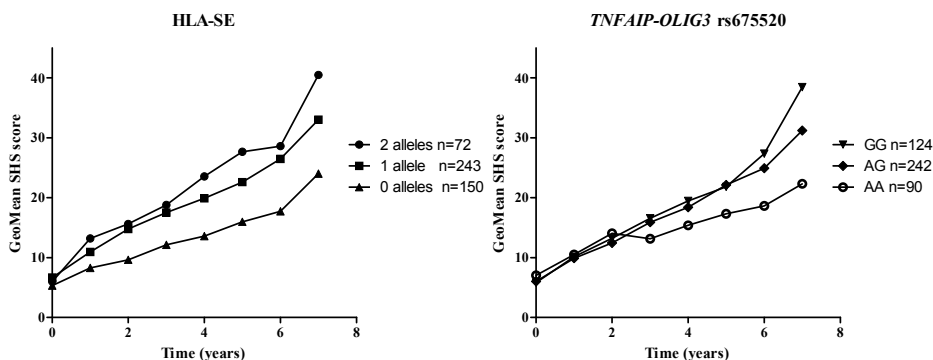 HLA-SE
GeoMean SHS score
40
30
20
10
0
0 2 4 6 8
Time (years)
2 alleles n=72
1 allele n=243
0 alleles n=150
TNFAIP-OLIG3 rs675520
GeoMean SHS score
40
30
20
10
0
0 2 4 6 8
Time (years)
GG n=124
AG n=242
AA n=90